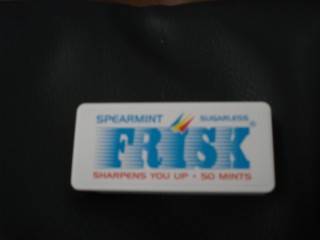 SPEARMINT SUGARLESS
FRISK®
SHARPENS YOU UP · 50 MINTS